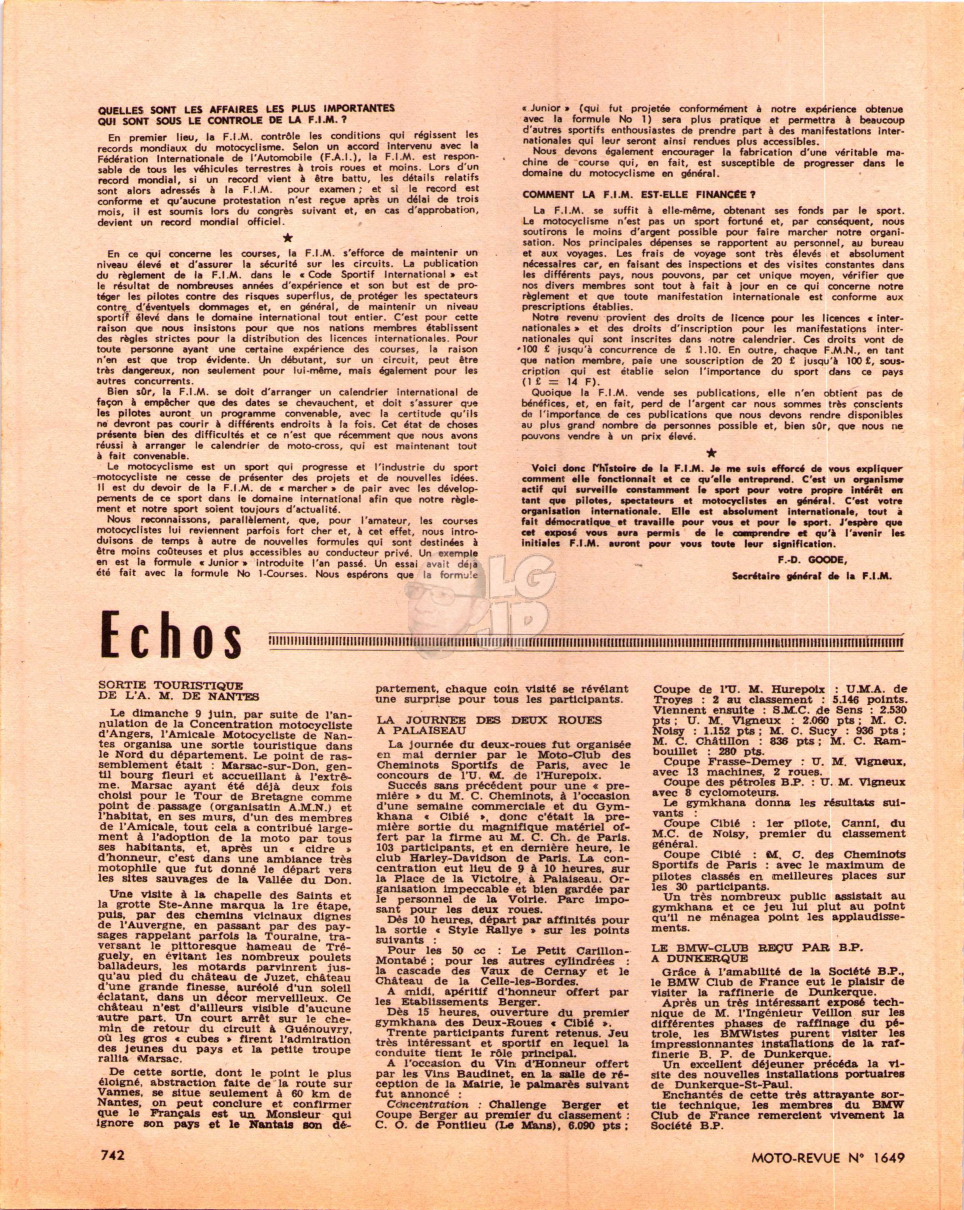 QUELLES SONT LES AFFAIRES LES PLUS IMPORTANTES
QUI SONT SOUS LE CONTROLE DE LA F.I.M. ?
En premier lieu, la F.I.M. contrôle les conditions qui régissent les
records mondiaux du motocyclisme. Selon un accord intervenu avec la
Fédération Internationale de l'Automobile (F.A.I.), la F.I.M. est respon-
sable de tous les véhicules terrestres à trois roues et moins. Lors d'un
record mondial, si un record vient à être battu, les détails relatifs
sont alors adressés à la F.I.M. pour examen ; et si le record est
conforme et qu'aucune protestation n'est reçue après un délai de trois
mois, il est soumis lors du congrès suivant et, en cas d'approbation,
devient un record mondial officiel.
★
En ce qui concerne les courses, la F.I.M. s'efforce de maintenir un
niveau élevé et d'assurer la sécurité sur les circuits. La publication
du règlement de la F.I.M. dans le « Code Sportif International » est
le résultat de nombreuses années d'expérience et son but est de pro-
téger les pilotes contre des risques superflus, de protéger les spectateurs
contre d'éventuels dommages et, en général, de maintenir un niveau
sportif élevé dans le domaine international tout entier. C'est pour cette
raison que nous insistons pour que nos nations membres établissent
des règles strictes pour la distribution des licences internationales. Pour
toute personne ayant une certaine expérience des courses, la raison
n'en est que trop évidente. Un débutant, sur un circuit, peut être
très dangereux, non seulement pour lui-même, mais également pour les
autres concurrents.
Bien sûr, la F.I.M. se doit d'arranger un calendrier international de
façon à empêcher que des dates se chevauchent, et doit s'assurer que
les pilotes auront un programme convenable, avec la certitude qu'ils
ne devront pas courir à différents endroits à la fois. Cet état de choses
présente bien des difficultés et ce n'est que récemment que nous avons
réussi à arranger le calendrier de moto-cross, qui est maintenant tout
à fait convenable.
Le motocyclisme est un sport qui progresse et l'industrie du sport
motocycliste ne cesse de présenter des projets et de nouvelles idées.
Il est du devoir de la F.I.M. de « marcher » de pair avec les dévelop-
pements de ce sport dans le domaine international afin que notre règle-
ment et notre sport soient toujours d'actualité.
Nous reconnaissons, parallèlement, que, pour l'amateur, les courses
motocyclistes lui reviennent parfois fort cher et, à cet effet, nous intro-
duisons de temps à autre de nouvelles formules qui sont destinées à
être moins coûteuses et plus accessibles au conducteur privé. Un exemple
en est la formule « Junior » introduite l'an passé. Un essai avait déjà
été fait avec la formule No 1-Courses. Nous espérons que la formule
« Junior » (qui fut projetée conformément à notre expérience obtenue
avec la formule No 1) sera plus pratique et permettra à beaucoup
d'autres sportifs enthousiastes de prendre part à des manifestations inter-
nationales qui leur seront ainsi rendues plus accessibles.
Nous devons également encourager la fabrication d'une véritable ma-
chine de course qui, en fait, est susceptible de progresser dans le
domaine du motocyclisme en général.
COMMENT LA F.I.M. EST-ELLE FINANCÉE ?
La F.I.M. se suffit à elle-même, obtenant ses fonds par le sport.
Le motocyclisme n'est pas un sport fortuné et, par conséquent, nous
soutirons le moins d'argent possible pour faire marcher notre organi-
sation. Nos principales dépenses se rapportent au personnel, au bureau
et aux voyages. Les frais de voyage sont très élevés et absolument
nécessaires car, en faisant des inspections et des visites constantes dans
les différents pays, nous pouvons, par cet unique moyen, vérifier que
nos divers membres sont tout à fait à jour en ce qui concerne notre
règlement et que toute manifestation internationale est conforme aux
prescriptions établies.
Notre revenu provient des droits de licence pour les licences « inter-
nationales » et des droits d'inscription pour les manifestations inter-
nationales qui sont inscrites dans notre calendrier. Ces droits vont de
100 £ jusqu'à concurrence de £ 1.10. En outre, chaque F.M.N., en tant
que nation membre, paie une souscription de 20 £ jusqu'à 100 £, sous-
cription qui est établie selon l'importance du sport dans ce pays
(1 £ = 14 F).
Quoique la F.I.M. vende ses publications, elle n'en obtient pas de
bénéfices, et, en fait, perd de l'argent car nous sommes très conscients
de l'importance de ces publications que nous devons rendre disponibles
au plus grand nombre de personnes possible et, bien sûr, que nous ne
pouvons vendre à un prix élevé.
★
Voici donc l'histoire de la F.I.M. Je me suis efforcé de vous expliquer
comment elle fonctionnait et ce qu'elle entreprend. C'est un organisme
actif qui surveille constamment le sport pour votre propre intérêt en
tant que pilotes, spectateurs et motocyclistes en général. C'est votre
organisation internationale. Elle est absolument internationale, tout à
fait démocratique et travaille pour vous et pour le sport. J'espère que
cet exposé vous aura permis de le comprendre et qu'à l'avenir les
initiales F.I.M. auront pour vous toute leur signification.
F.-D. GOODE,
Secrétaire général de la F.I.M.
LG
JP
Echos
SORTIE TOURISTIQUE
DE L'A. M. DE NANTES
Le dimanche 9 juin, par suite de l'an-
nulation de la Concentration motocycliste
d'Angers, l'Amicale Motocycliste de Nan-
tes organisa une sortie touristique dans
le Nord du département. Le point de ras-
semblement était : Marsac-sur-Don, gen-
til bourg fleuri et accueillant à l'extrê-
me. Marsac ayant été déjà deux fois
choisi pour le Tour de Bretagne comme
point de passage (organisatin A.M.N.) et
l'habitat, en ses murs, d'un des membres
de l'Amicale, tout cela a contribué large-
ment à l'adoption de la moto par tous
ses habitants, et, après un « cidre »
d'honneur, c'est dans une ambiance très
motophile que fut donné le départ vers
les sites sauvages de la Vallée du Don.
Une visite à la chapelle des Saints et
la grotte Ste-Anne marqua la 1re étape,
puis, par des chemins vicinaux dignes
de l'Auvergne, en passant par des pay-
sages rappelant parfois la Touraine, tra-
versant le pittoresque hameau de Tré-
guely, en évitant les nombreux poulets
balladeurs, les motards parvinrent jus-
qu'au pied du château de Juzet, château
d'une grande finesse, auréolé d'un soleil
éclatant, dans un décor merveilleux. Ce
château n'est d'ailleurs visible d'aucune
autre part. Un court arrêt sur le che-
min de retour du circuit à Guénouvry,
où les gros « cubes » firent l'admiration
des jeunes du pays et la petite troupe
rallia Marsac.
De cette sortie, dont le point le plus
éloigné, abstraction faite de la route sur
Vannes, se situe seulement à 60 km de
Nantes, on peut conclure et confirmer
que le Français est un Monsieur qui
ignore son pays et le Nantais son dé-
partement, chaque coin visité se révélant
une surprise pour tous les participants.
LA JOURNEE DES DEUX ROUES
A PALAISEAU
La journée du deux-roues fut organisée
en mai dernier par le Moto-Club des
Cheminots Sportifs de Paris, avec le
concours de l'U. M. de l'Hurepoix.
Succés sans précédent pour une « pre-
mière » du M. C. Cheminots, à l'occasion
d'une semaine commerciale et du Gym-
khana « Cibié », donc c'était la pre-
mière sortie du magnifique matériel of-
fert par la firme au M. C. Ch. de Paris.
103 participants, et en dernière heure, le
club Harley-Davidson de Paris. La con-
centration eut lieu de 9 à 10 heures, sur
la Place de la Victoire, à Palaiseau. Or-
ganisation impeccable et bien gardée par
le personnel de la Voirie. Parc impo-
sant pour les deux roues.
Dés 10 heures, départ par affinités pour
la sortie « Style Rallye » sur les points
suivants :
Pour les 50 cc : Le Petit Carillon-
Montabé ; pour les autres cylindrées :
la cascade des Vaux de Cernay et le
Château de la Celle-les-Bordes.
A midi, apéritif d'honneur offert par
les Etablissements Berger.
Dès 15 heures, ouverture du premier
gymkhana des Deux-Roues « Cibié ».
Trente participants furent retenus. Jeu
très intéressant et sportif en lequel la
conduite tient le rôle principal.
A l'occasion du Vin d'Honneur offert
par les Vins Baudinet, en la salle de ré-
ception de la Mairie, le palmarès suivant
fut annoncé :
Concentration : Challenge Berger et
Coupe Berger au premier du classement :
C. O. de Pontlieu (Le Mans), 6.090 pts ;
Coupe de l'U. M. Hurepoix : U.M.A. de
Troyes : 2 au classement : 5.146 points.
Viennent ensuite : S.M.C. de Sens : 2.530
pts ; U. M. Vigneux : 2.060 pts ; M. C.
Noisy : 1.152 pts ; M. C. Sucy : 936 pts ;
M. C. Châtillon : 836 pts ; M. C. Ram-
bouillet : 280 pts.
Coupe Frasse-Demey : U. M. Vigneux,
avec 13 machines, 2 roues.
Coupe des pétroles B.P. : U. M. Vigneux
avec 8 cyclomoteurs.
Le gymkhana donna les résultats sui-
vants :
Coupe Cibié : 1er pilote, Canni, du
M.C. de Noisy, premier du classement
général.
Coupe Cibié : M. C. des Cheminots
Sportifs de Paris : avec le maximum de
pilotes classés en meilleures places sur
les 30 participants.
Un très nombreux public assistait au
gymkhana et ce jeu lui plut au point
qu'il ne ménagea point les applaudisse-
ments.
LE BMW-CLUB REÇU PAR B.P.
A DUNKERQUE
Grâce à l'amabilité de la Société B.P.,
le BMW Club de France eut le plaisir de
visiter la raffinerie de Dunkerque.
Après un très intéressant exposé tech-
nique de M. l'Ingénieur Veillon sur les
différentes phases de raffinage du pé-
trole, les BMWistes purent visiter les
impressionnantes installations de la raf-
finerie B. P. de Dunkerque.
Un excellent déjeuner précéda la vi-
site des nouvelles installations portuaires
de Dunkerque-St-Paul.
Enchantés de cette très attrayante sor-
tie technique, les membres du BMW
Club de France remercient vivement la
Société B.P.
742
MOTO-REVUE N° 1649